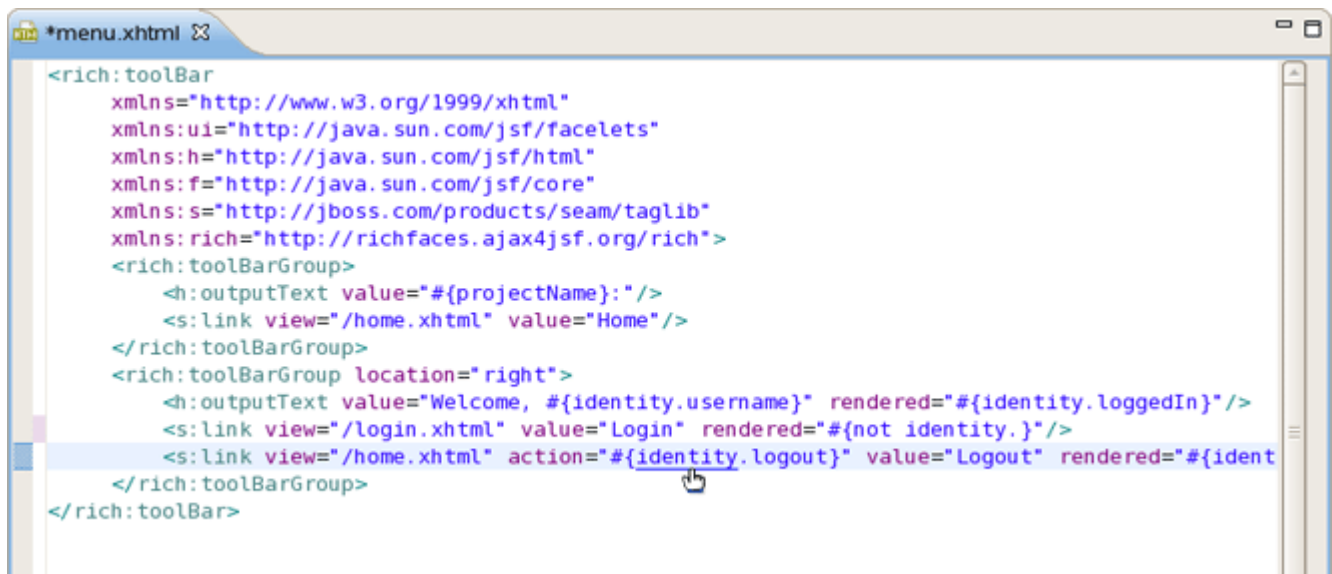 *menu.xhtml
<rich:toolBar
xmlns="http://www.w3.org/1999/xhtml"
xmlns:ui="http://java.sun.com/jsf/facelets"
xmlns:h="http://java.sun.com/jsf/html"
xmlns:f="http://java.sun.com/jsf/core"
xmlns:s="http://jboss.com/products/seam/taglib"
xmlns:rich="http://richfaces.ajax4jsf.org/rich">
<rich:toolBarGroup>
<h:outputText value="#{projectName}:"/>
<s:link view="/home.xhtml" value="Home"/>
</rich:toolBarGroup>
<rich:toolBarGroup location="right">
<h:outputText value="Welcome, #{identity.username}" rendered="#{identity.loggedIn}"/>
<s:link view="/login.xhtml" value="Login" rendered="#{not identity.}"/>
<s:link view="/home.xhtml" action="#{identity.logout}" value="Logout" rendered="#{ident
</rich:toolBarGroup>
</rich:toolBar>